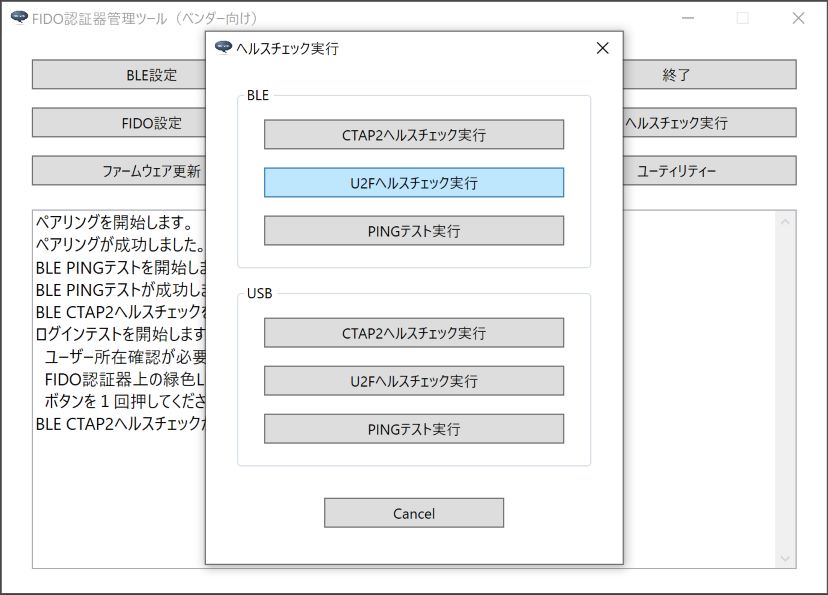 FIDO認証器管理ツール（ベンダー向け）
BLE設定
終了
FIDO設定
ヘルスチェック実行
ファームウェア更新
ユーティリティー
ペアリングを開始します。
ペアリングが成功しました。
BLE PINGテストを開始しま
BLE PINGテストが成功しま
BLE CTAP2ヘルスチェックを
ログインテストを開始します
ユーザー所在確認が必要
FIDO認証器上の緑色L
ボタンを１回押してくださ
BLE CTAP2ヘルスチェックが
ヘルスチェック実行
BLE
CTAP2ヘルスチェック実行
U2Fヘルスチェック実行
PINGテスト実行
USB
CTAP2ヘルスチェック実行
U2Fヘルスチェック実行
PINGテスト実行
Cancel